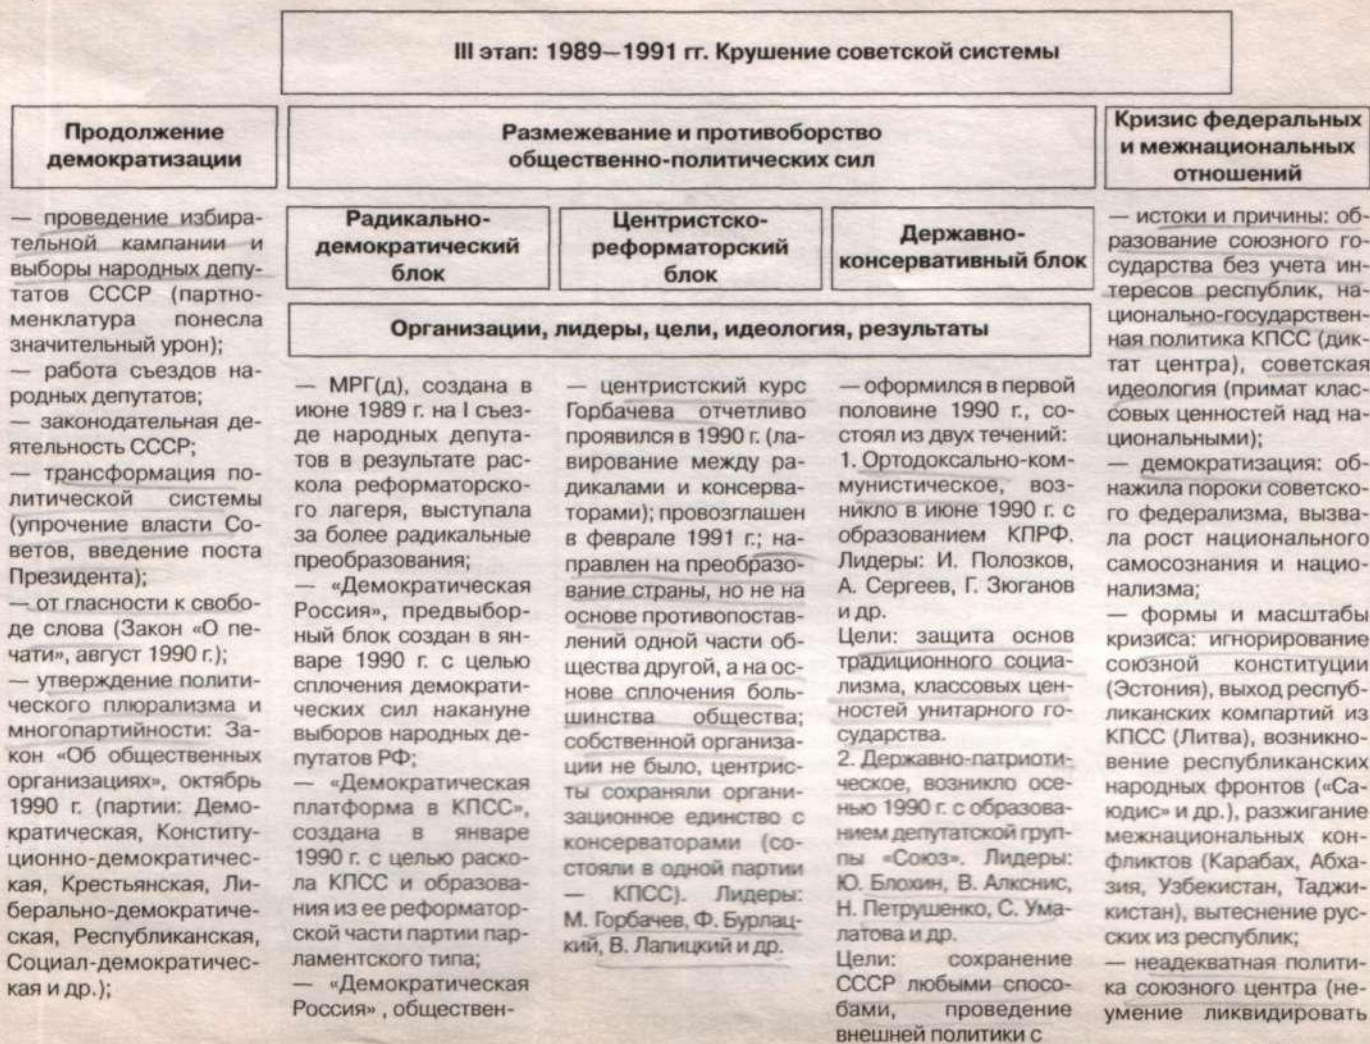 III этап: 1989—1991 гг. Крушение советской системы
Продолжение
демократизации
— проведение избира-
тельной кампании и
выборы народных депу-
татов СССР (партно-
менклатура понесла
значительный урон);
— работа съездов на-
родных депутатов;
— законодательная де-
ятельность СССР;
— трансформация по-
литической системы
(упрочение власти Со-
ветов, введение поста
Президента);
— от гласности к свобо-
де слова (Закон «О пе-
чати», август 1990 г.);
— утверждение полити-
ческого плюрализма и
многопартийности: За-
кон «Об общественных
организациях», октябрь
1990 г. (партии: Демо-
кратическая, Конститу-
ционно-демократичес-
кая, Крестьянская, Ли-
берально-демократиче-
ская, Республиканская,
Социал-демократичес-
кая и др.);
Размежевание и противоборство
общественно-политических сил
Радикально-
демократический
блок
Центристско-
реформаторский
блок
Державно-
консервативный блок
Организации, лидеры, цели, идеология, результаты
— МРГ(д), создана в
июне 1989 г. на I съез-
де народных депута-
тов в результате рас-
кола реформаторско-
го лагеря, выступала
за более радикальные
преобразования;
— «Демократическая
Россия», предвыбор-
ный блок создан в ян-
варе 1990 г. с целью
сплочения демократи-
ческих сил накануне
выборов народных де-
путатов РФ;
— «Демократическая
платформа в КПСС»,
создана в январе
1990 г. с целью раско-
ла КПСС и образова-
ния из ее реформатор-
ской части партии пар-
ламентского типа;
— «Демократическая
Россия» , обществен-
— центристский курс
Горбачева отчетливо
проявился в 1990 г. (ла-
вирование между ра-
дикалами и консерва-
торами); провозглашен
в феврале 1991 г.; на-
правлен на преобразо-
вание страны, но не на
основе противопостав-
лений одной части об-
щества другой, а на ос-
нове сплочения боль-
шинства общества;
собственной организа-
ции не было, центрис-
ты сохраняли органи-
зационное единство с
консерваторами (со-
стояли в одной партии
— КПСС). Лидеры:
М. Горбачев, Ф. Бурлац-
кий, В. Лапицкий и др.
— оформился в первой
половине 1990 г., со-
стоял из двух течений:
1. Ортодоксально-ком-
мунистическое, воз-
никло в июне 1990 г. с
образованием КПРФ.
Лидеры: И. Полозков,
А. Сергеев, Г. Зюганов
и др.
Цели: защита основ
традиционного социа-
лизма, классовых цен-
ностей унитарного го-
сударства.
2. Державно-патриоти-
ческое, возникло осе-
нью 1990 г. с образова-
нием депутатской груп-
пы «Союз». Лидеры:
Ю. Блохин, В. Алкснис,
Н. Петрушенко, С. Ума-
латова и др.
Цели: сохранение
СССР любыми спосо-
бами, проведение
внешней политики с
Кризис федеральных
и межнациональных
отношений
— истоки и причины: об-
разование союзного го-
сударства без учета ин-
тересов республик, на-
ционально-государствен-
ная политика КПСС (дик-
тат центра), советская
идеология (примат клас-
совых ценностей над на-
циональными);
— демократизация: об-
нажила пороки советско-
го федерализма, вызва-
ла рост национального
самосознания и нацио-
нализма;
— формы и масштабы
кризиса: игнорирование
союзной конституции
(Эстония), выход респуб-
ликанских компартий из
КПСС (Литва), возникно-
вение республиканских
народных фронтов («Са-
юдис» и др.), разжигание
межнациональных кон-
фликтов (Карабах, Абха-
зия, Узбекистан, Таджи-
кистан), вытеснение рус-
ских из республик;
— неадекватная полити-
ка союзного центра (не-
умение ликвидировать